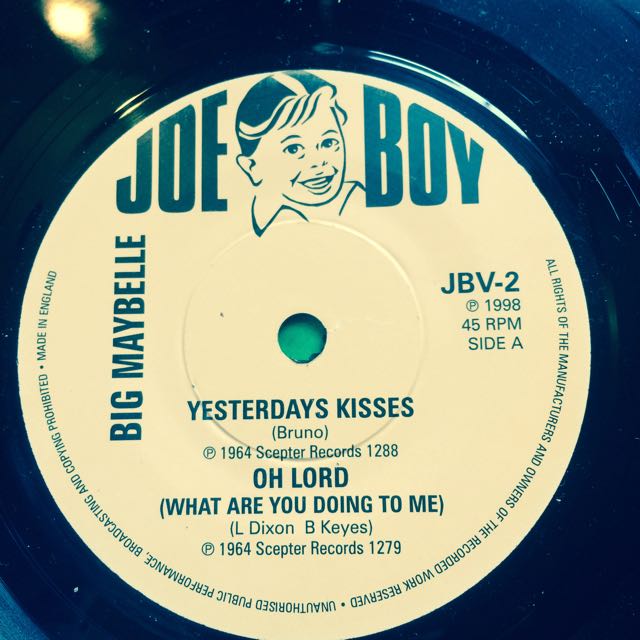 JOE BOY
BIG MAYBELLE
JBV-2
℗ 1998
45 RPM
SIDE A
YESTERDAYS KISSES
(Bruno)
℗ 1964 Scepter Records 1288
OH LORD
(WHAT ARE YOU DOING TO ME)
(L Dixon B Keyes)
℗ 1964 Scepter Records 1279
ALL RIGHTS OF THE MANUFACTURERS AND OWNERS OF THE RECORDED WORK RESERVED • UNAUTHORISED PUBLIC PERFORMANCE, BROADCASTING AND COPYING PROHIBITED • MADE IN ENGLAND